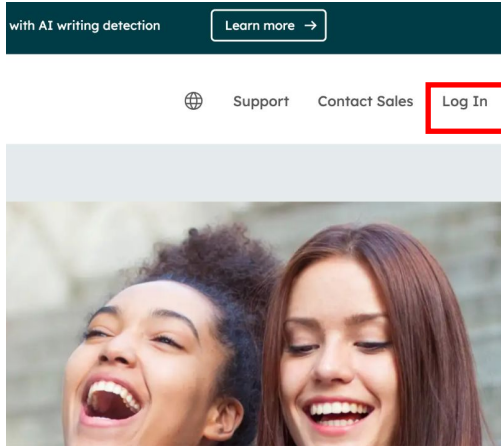 with AI writing detection
Learn more →
Support
Contact Sales
Log In